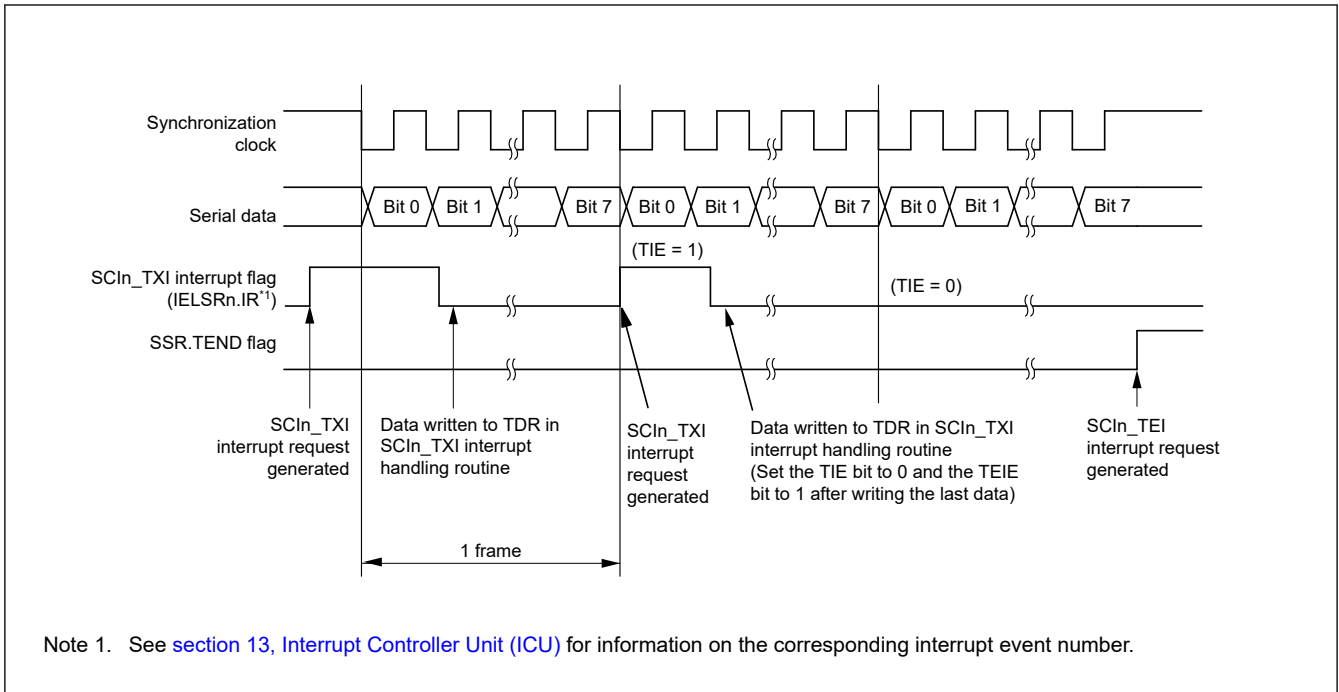 Synchronization
clock
Serial data
Bit 0 Bit 1 Bit 7 Bit 0 Bit 1 Bit 7 Bit 0 Bit 1 Bit 7
(TIE = 1)
SCIn_TXI interrupt flag
(IELSRn.IR*1)
(TIE = 0)
SSR.TEND flag
SCIn_TXI
interrupt request
generated
Data written to TDR in
SCIn_TXI interrupt
handling routine
SCIn_TXI
interrupt
request
generated
Data written to TDR in SCIn_TXI
interrupt handling routine
(Set the TIE bit to 0 and the TEIE
bit to 1 after writing the last data)
SCIn_TEI
interrupt request
generated
1 frame
Note 1. See section 13, Interrupt Controller Unit (ICU) for information on the corresponding interrupt event number.